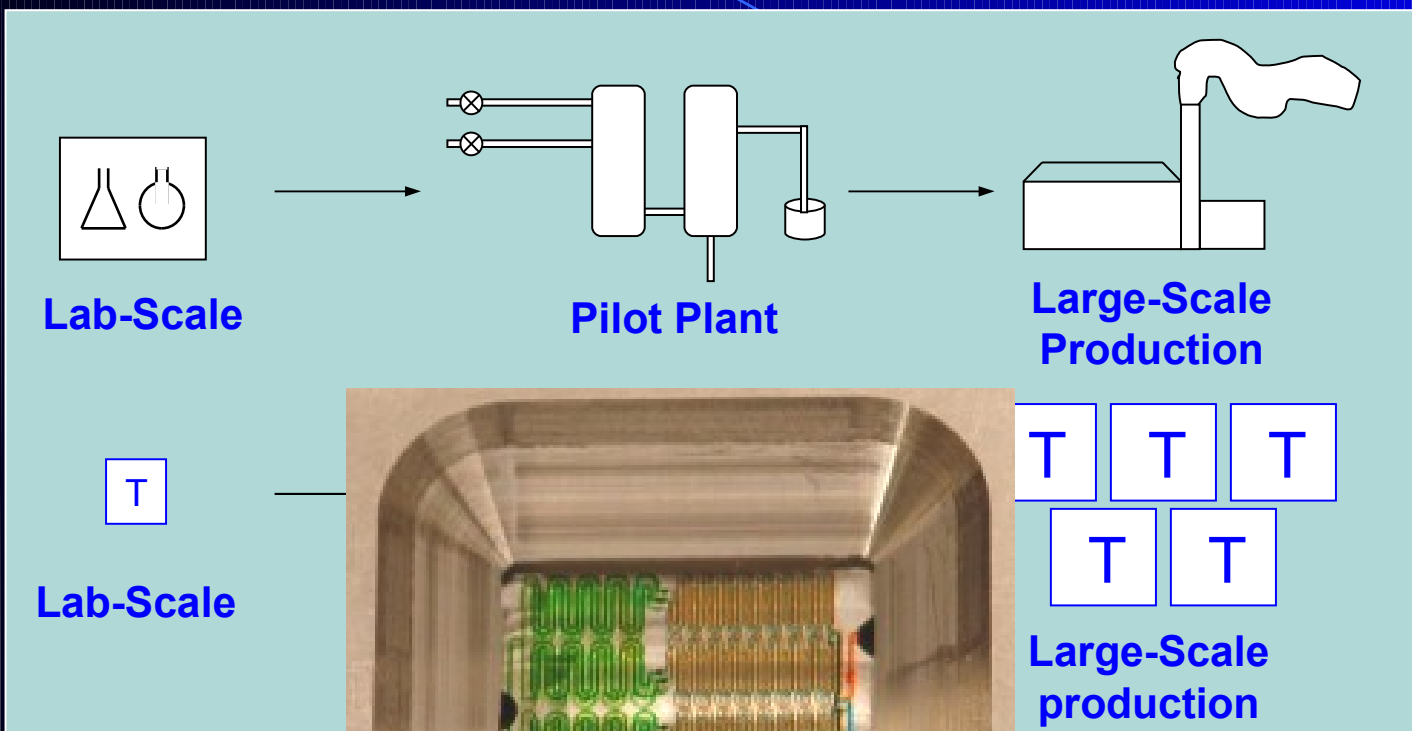 Lab-Scale
Pilot Plant
Large-Scale
Production
T
T T T
T T
Lab-Scale
Large-Scale
production